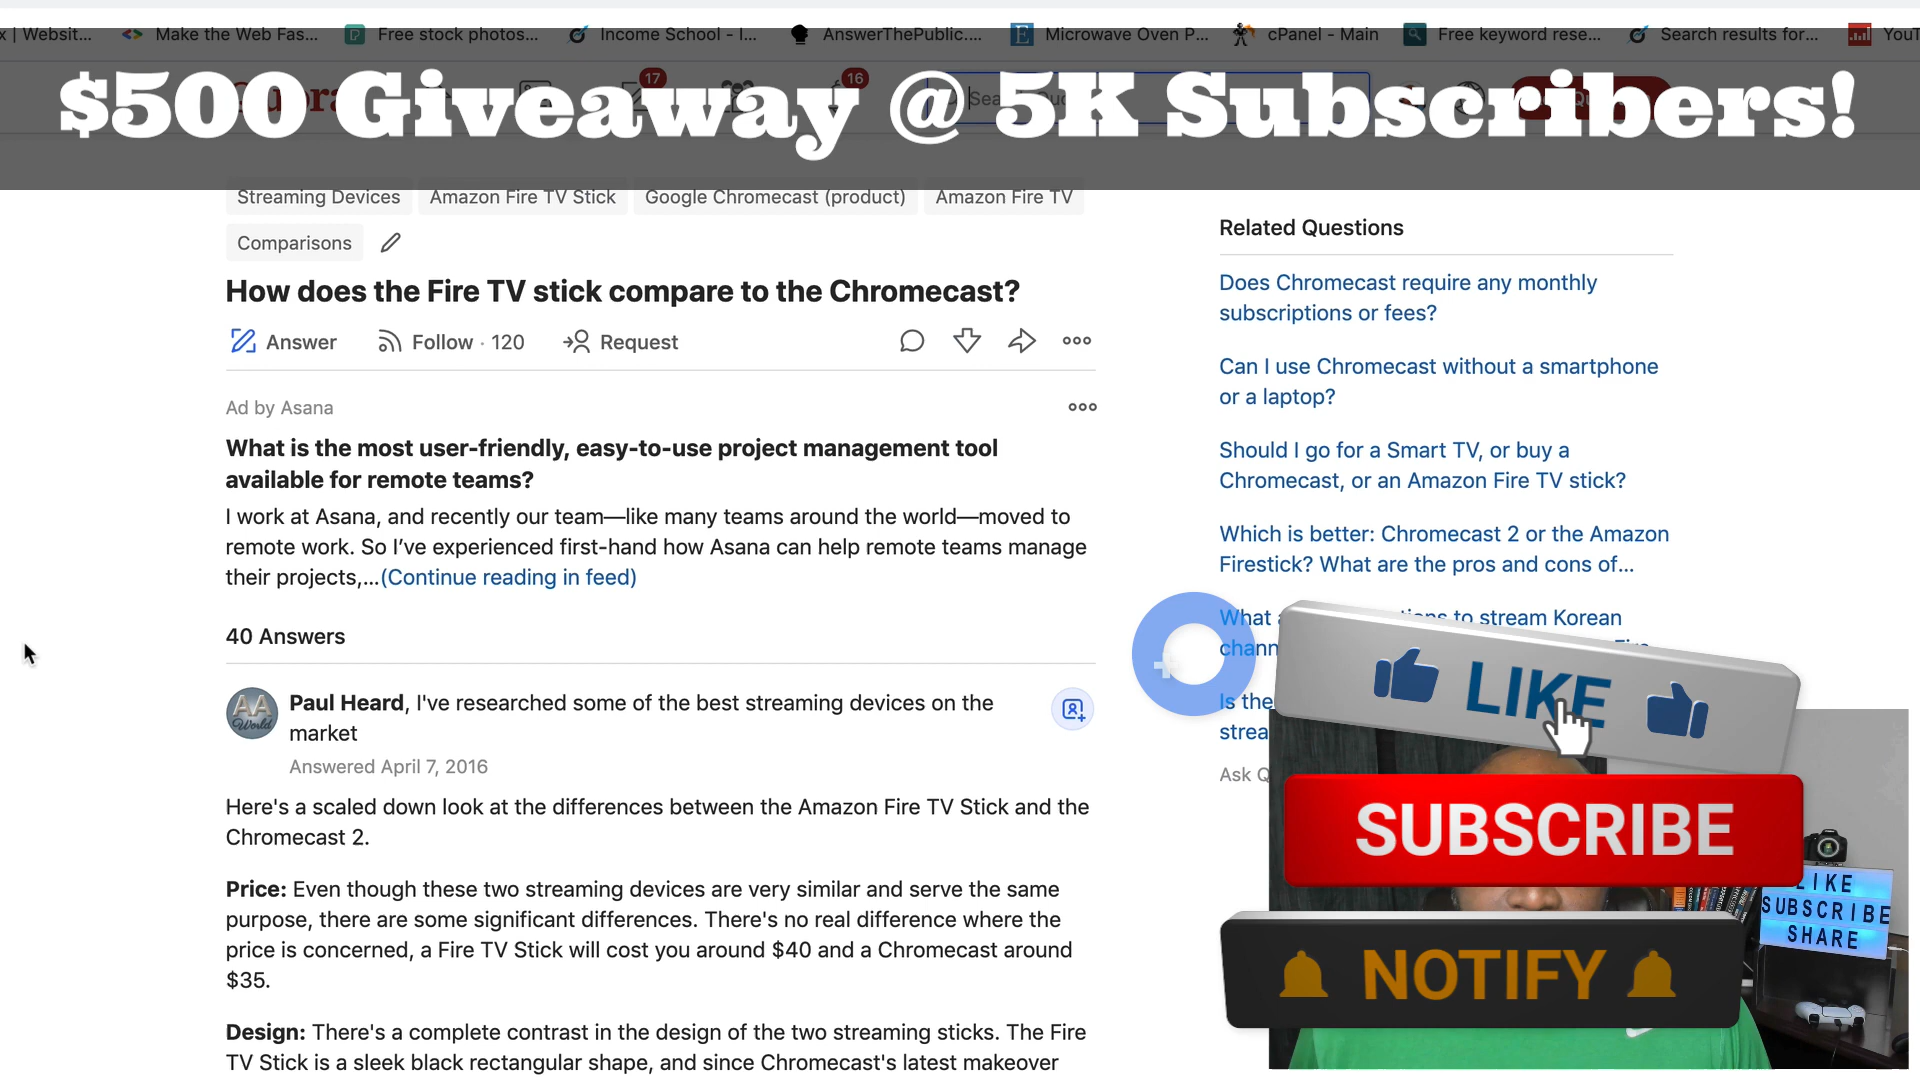 x | Websit...
Make the Web Fas...
Free stock photos...
Income School - I...
AnswerThePublic....
Microwave Oven P...
cPanel - Main
Free keyword rese...
Search results for...
YouT
17
16
$500 Giveaway @ 5K Subscribers!
Streaming Devices
Amazon Fire TV Stick
Google Chromecast (product)
Amazon Fire TV
Comparisons
How does the Fire TV stick compare to the Chromecast?
Answer
Follow · 120
Request
Ad by Asana
What is the most user-friendly, easy-to-use project management tool
available for remote teams?
I work at Asana, and recently our team—like many teams around the world—moved to
remote work. So I've experienced first-hand how Asana can help remote teams manage
their projects,...(Continue reading in feed)
40 Answers
AA
World
Paul Heard, I've researched some of the best streaming devices on the
market
Answered April 7, 2016
Here's a scaled down look at the differences between the Amazon Fire TV Stick and the
Chromecast 2.
Price: Even though these two streaming devices are very similar and serve the same
purpose, there are some significant differences. There's no real difference where the
price is concerned, a Fire TV Stick will cost you around $40 and a Chromecast around
$35.
Design: There's a complete contrast in the design of the two streaming sticks. The Fire
TV Stick is a sleek black rectangular shape, and since Chromecast's latest makeover
Related Questions
Does Chromecast require any monthly
subscriptions or fees?
Can I use Chromecast without a smartphone
or a laptop?
Should I go for a Smart TV, or buy a
Chromecast, or an Amazon Fire TV stick?
Which is better: Chromecast 2 or the Amazon
Firestick? What are the pros and cons of...
What
to stream Korean
Is the
Ask
LIKE
SUBSCRIBE
NOTIFY
LIKE
SUBSCRIBE
SHARE